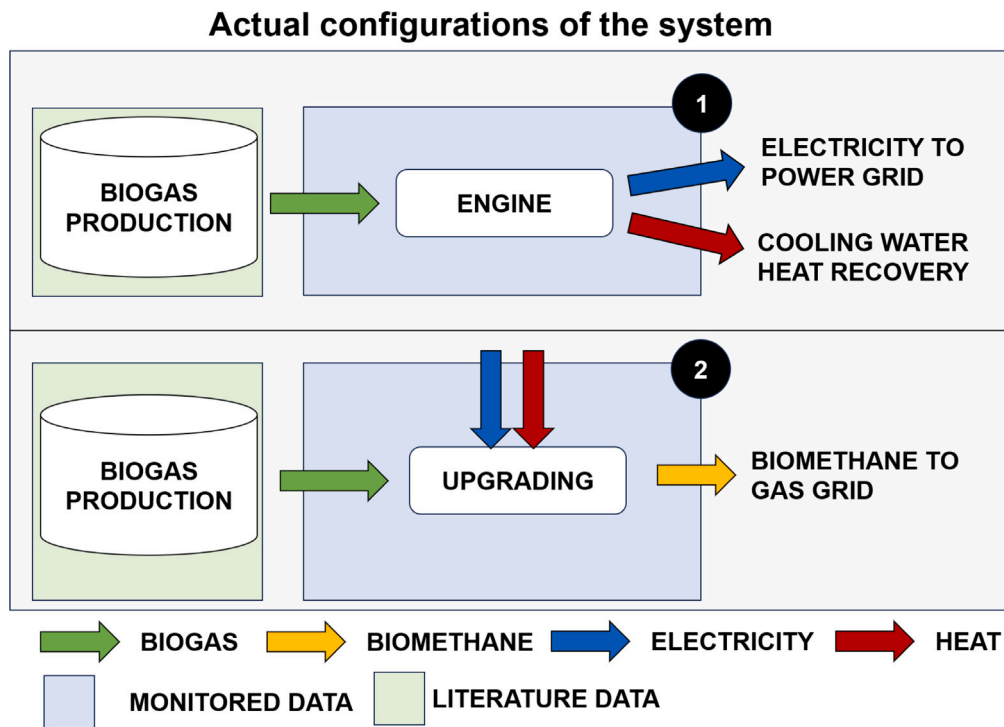 Actual configurations of the system
1
BIOGAS
PRODUCTION
ENGINE
ELECTRICITY TO
POWER GRID
COOLING WATER
HEAT RECOVERY
2
BIOGAS
PRODUCTION
UPGRADING
BIOMETHANE TO
GAS GRID
BIOGAS
BIOMETHANE
ELECTRICITY
HEAT
MONITORED DATA
LITERATURE DATA